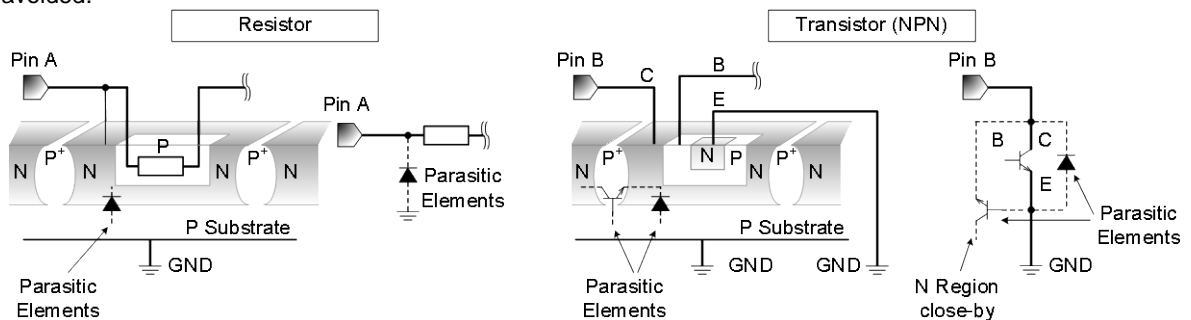 avoided.
Resistor
Transistor (NPN)
Pin A
Pin A
N
P+
N
P
N
P+
N
Parasitic
Elements
P Substrate
GND
Parasitic
Elements
Pin B
C
B
E
N
P+
N
N
P
N
P+
N
P Substrate
GND
GND
Parasitic
Elements
Pin B
B
C
E
Parasitic
Elements
GND
N Region
close-by